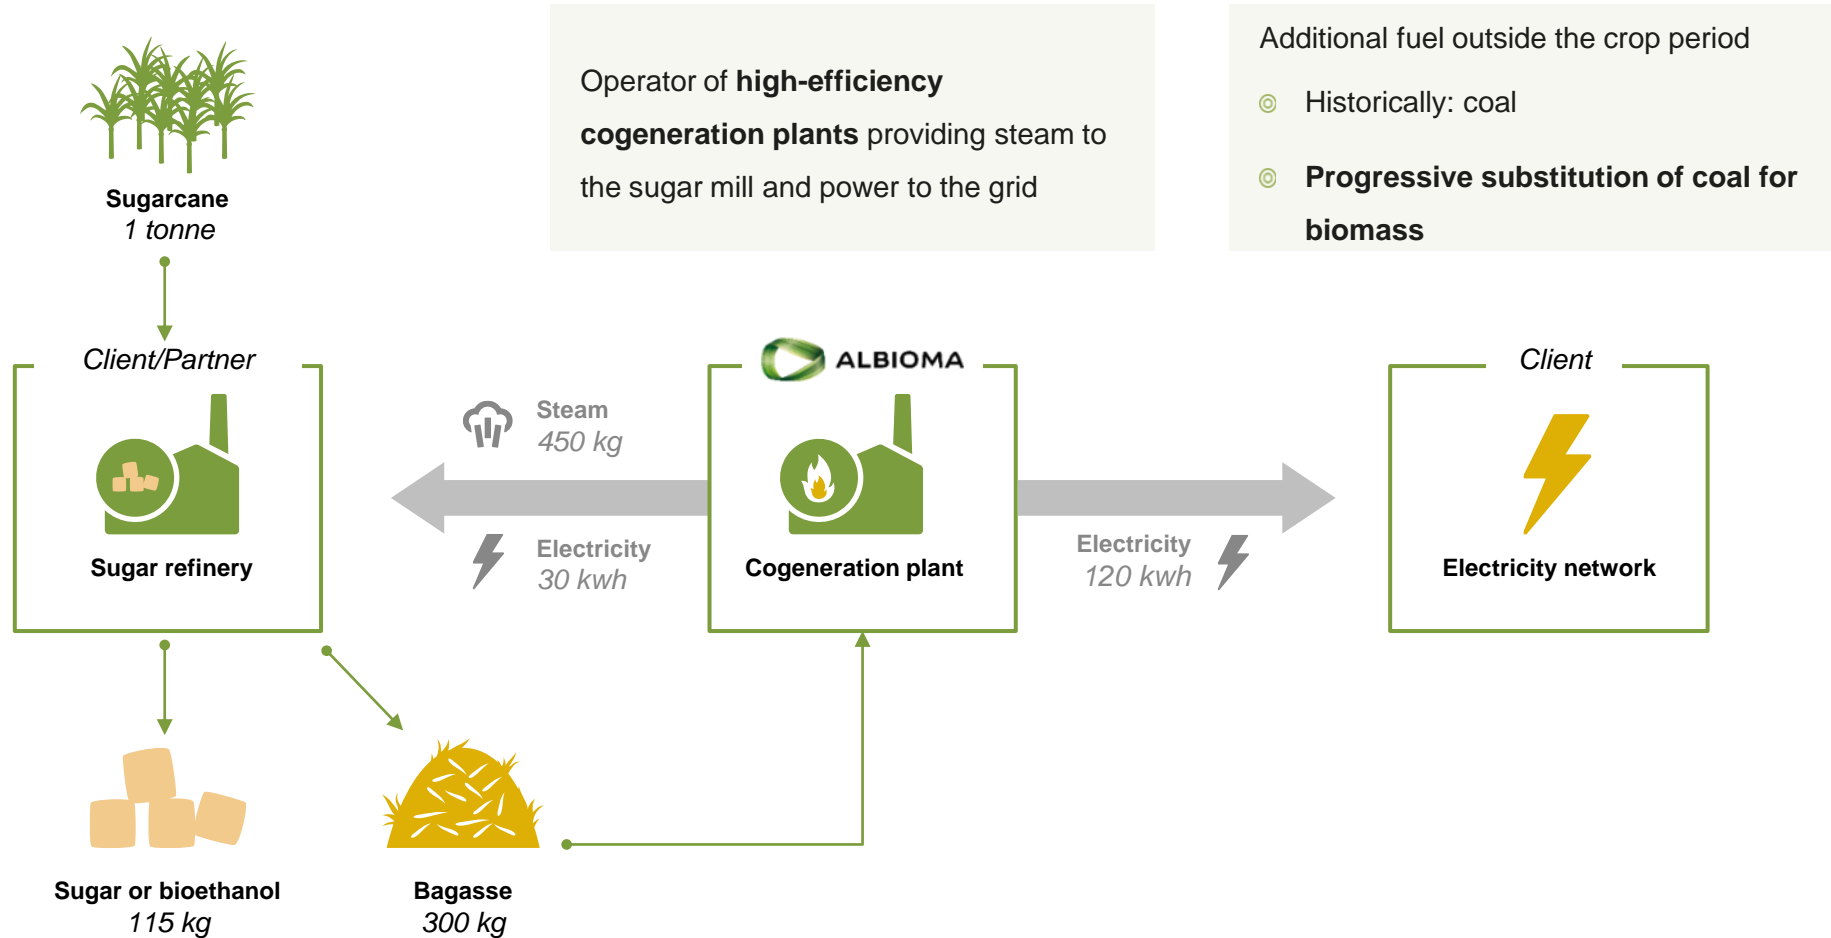 Operator of high-efficiency
cogeneration plants providing steam to
the sugar mill and power to the grid
Additional fuel outside the crop period
Historically: coal
Progressive substitution of coal for
biomass
Sugarcane
1 tonne
Client/Partner
Sugar refinery
Steam
450 kg
Electricity
30 kwh
ALBIOMA
Cogeneration plant
Electricity
120 kwh
Client
Electricity network
Sugar or bioethanol
115 kg
Bagasse
300 kg